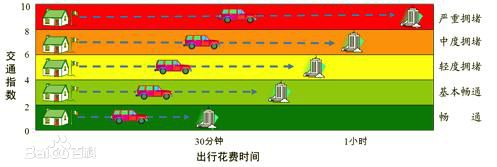 10
8
6
4
2
0
交通指数
严重拥堵
中度拥堵
轻度拥堵
基本畅通
畅 通
30分钟
1小时
出行花费时间
Bai百科